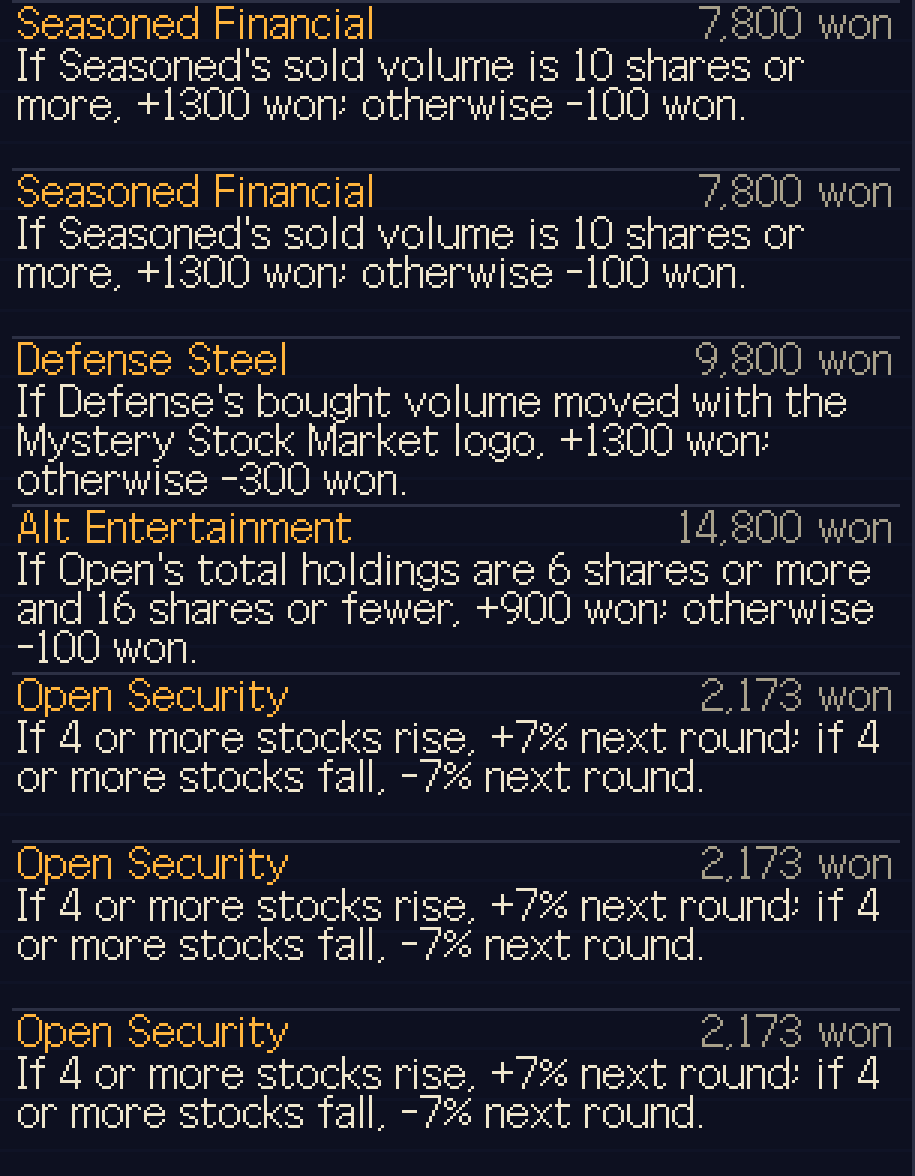 Seasoned Financial 7,800 won
If Seasoned's sold volume is 10 shares or
more, +1300 won; otherwise -100 won.
Seasoned Financial 7,800 won
If Seasoned's sold volume is 10 shares or
more, +1300 won; otherwise -100 won.
Defense Steel 9,800 won
If Defense's bought volume moved with the
Mystery Stock Market logo, +1300 won;
otherwise -300 won.
Alt Entertainment 14,800 won
If Open's total holdings are 6 shares or more
and 16 shares or fewer, +900 won; otherwise
-100 won.
Open Security 2,173 won
If 4 or more stocks rise, +7% next round; if 4
or more stocks fall, -7% next round.
Open Security 2,173 won
If 4 or more stocks rise, +7% next round; if 4
or more stocks fall, -7% next round.
Open Security 2,173 won
If 4 or more stocks rise, +7% next round; if 4
or more stocks fall, -7% next round.